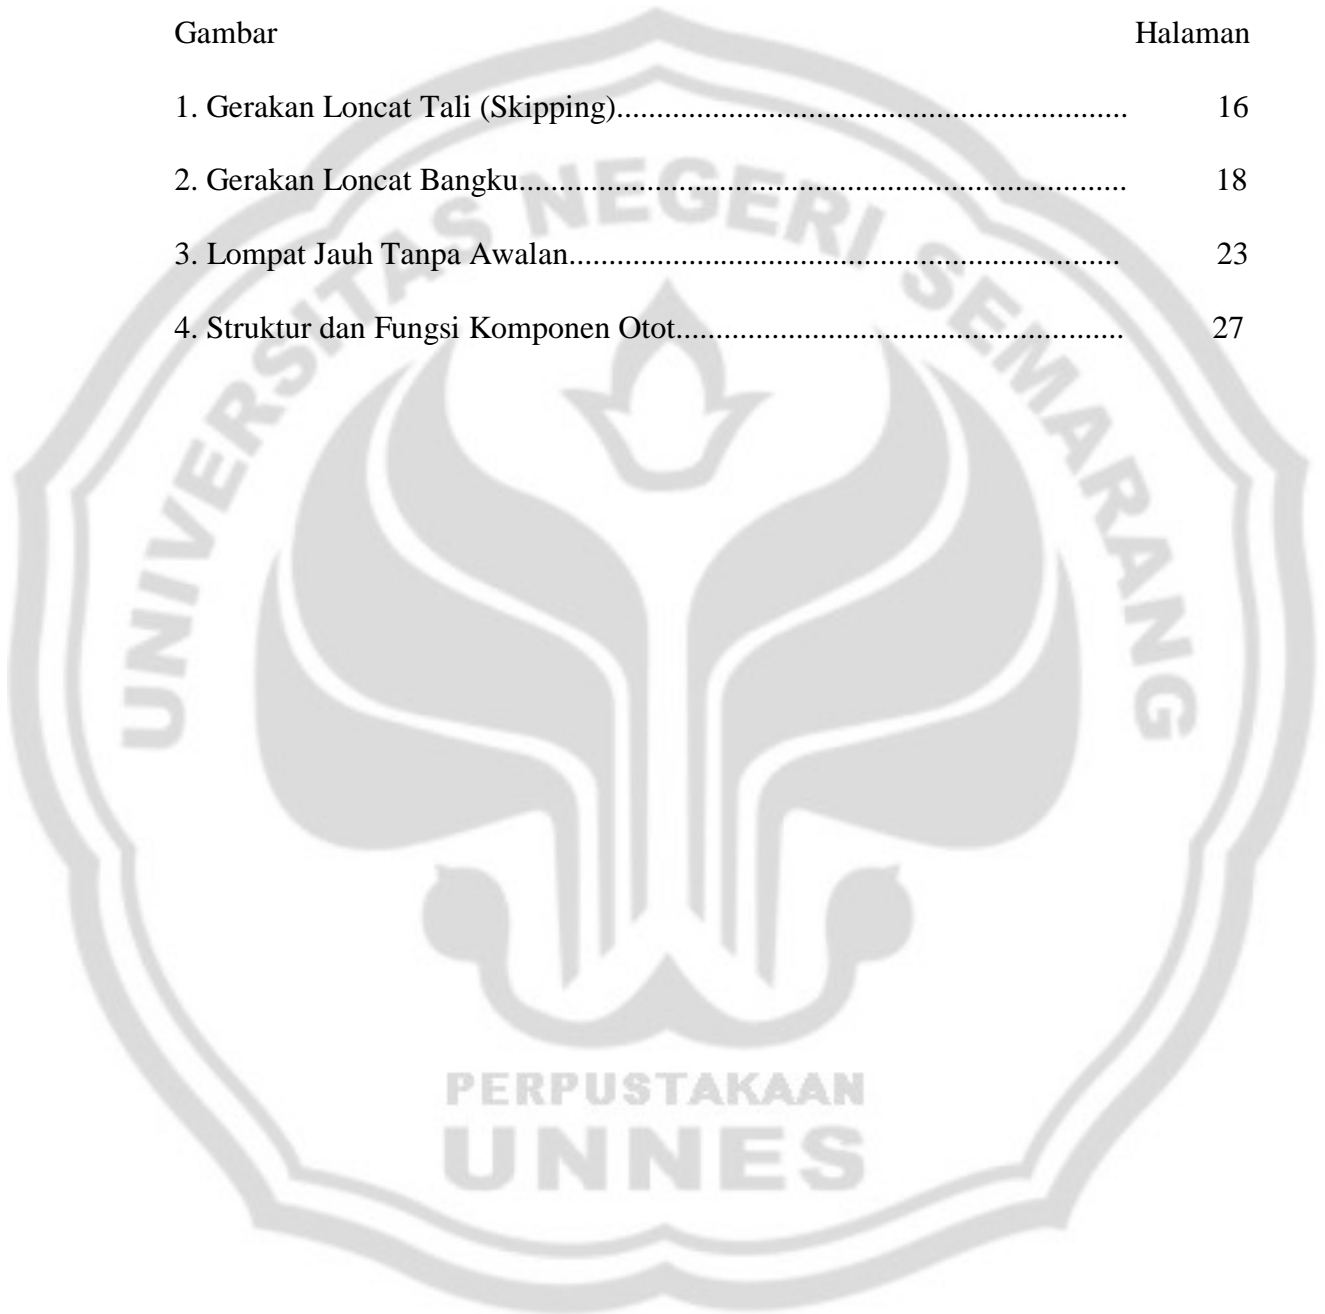 Gambar Halaman
1. Gerakan Loncat Tali (Skipping)................................................................ 16
2. Gerakan Loncat Bangku............................................................................ 18
3. Lompat Jauh Tanpa Awalan..................................................................... 23
4. Struktur dan Fungsi Komponen Otot........................................................ 27
UNIVERSITAS NEGERI SEMARANG
PERPUSTAKAAN
UNNES